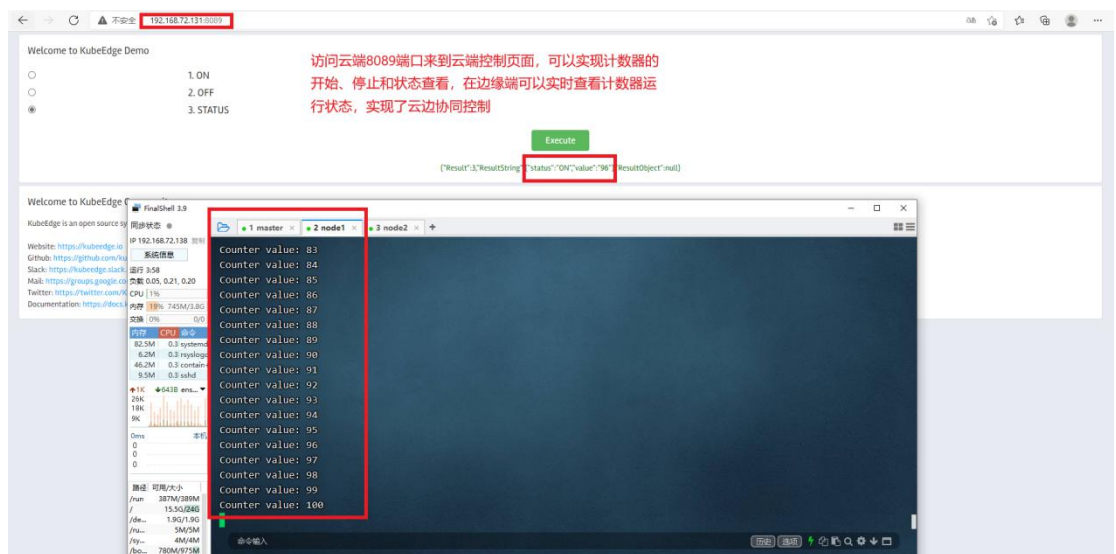 不安全
192.168.72.131:8089
Welcome to KubeEdge Demo
1. ON
2. OFF
3. STATUS
访问云端8089端口来到云端控制页面，可以实现计数器的
开始、停止和状态查看，在边缘端可以实时查看计数器运
行状态，实现了云边协同控制
Execute
{"Result":3,"ResultString":{"status":"ON","value":"96"},"ResultObject":null}
Welcome to KubeEdge
KubeEdge is an open source sy
Website: https://kubeedge.io
Github: https://github.com/ku
Slack: https://kubeedge.slack.
Mail: https://groups.google.co
Twitter: https://twitter.com/K
Documentation: https://docs.k
FinalShell 3.9
同步状态
IP 192.168.72.138 复制
系统信息
运行 3:58
负载 0.05, 0.21, 0.20
CPU 1%
内存 19% 745M/3.8G
交换 0% 0/0
内存 CPU 命令
82.5M 0.3 systemd
6.2M 0.3 rsyslogd
46.2M 0.3 contain
9.5M 0.3 sshd
1K 643B ens...
26K
18K
9K
0ms 本机
0
0
0
路径 可用/大小
/run 387M/389M
/ 15.5G/24G
/de... 1.9G/1.9G
/ru... 5M/5M
/sy... 4M/4M
/bo... 780M/975M
1 master
2 node1
3 node2
Counter value: 83
Counter value: 84
Counter value: 85
Counter value: 86
Counter value: 87
Counter value: 88
Counter value: 89
Counter value: 90
Counter value: 91
Counter value: 92
Counter value: 93
Counter value: 94
Counter value: 95
Counter value: 96
Counter value: 97
Counter value: 98
Counter value: 99
Counter value: 100
命令输入
历史
选项